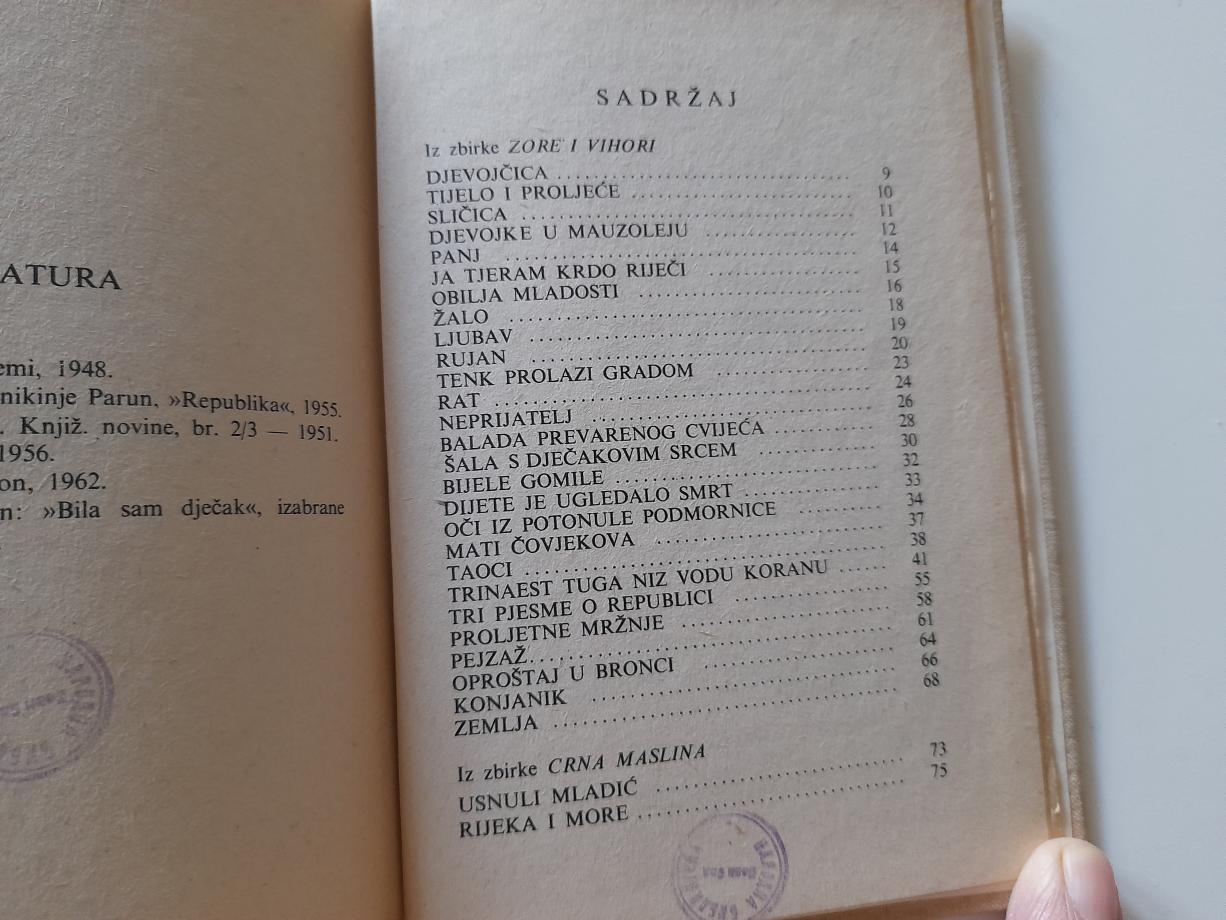 ATURA
emi, 1948.
nikinje Parun, »Republika«, 1955.
. Knjiž. novine, br. 2/3 — 1951.
1956.
on, 1962.
n: »Bila sam dječak«, izabrane
SADRŽAJ
Iz zbirke ZORE I VIHORI
DJEVOJČICA 9
TIJELO I PROLJEĆE 10
SLIČICA 11
DJEVOJKE U MAUZOLEJU 12
PANJ 14
JA TJERAM KRDO RIJEČI 15
OBILJA MLADOSTI 16
ŽALO 18
LJUBAV 19
RUJAN 20
TENK PROLAZI GRADOM 23
RAT 24
NEPRIJATELJ 26
BALADA PREVARENOG CVIJEĆA 28
ŠALA S DJEČAKOVIM SRCEM 30
BIJELE GOMILE 32
DIJETE JE UGLEDALO SMRT 33
OČI IZ POTONULE PODMORNICE 34
MATI ČOVJEKOVA 37
TAOCI 38
TRINAEST TUGA NIZ VODU KORANU 41
TRI PJESME O REPUBLICI 55
PROLJETNE MRŽNJE 58
PEJZAŽ 61
OPROŠTAJ U BRONCI 64
KONJANIK 66
ZEMLJA 68
Iz zbirke CRNA MASLINA
USNULI MLADIĆ 73
RIJEKA I MORE 75